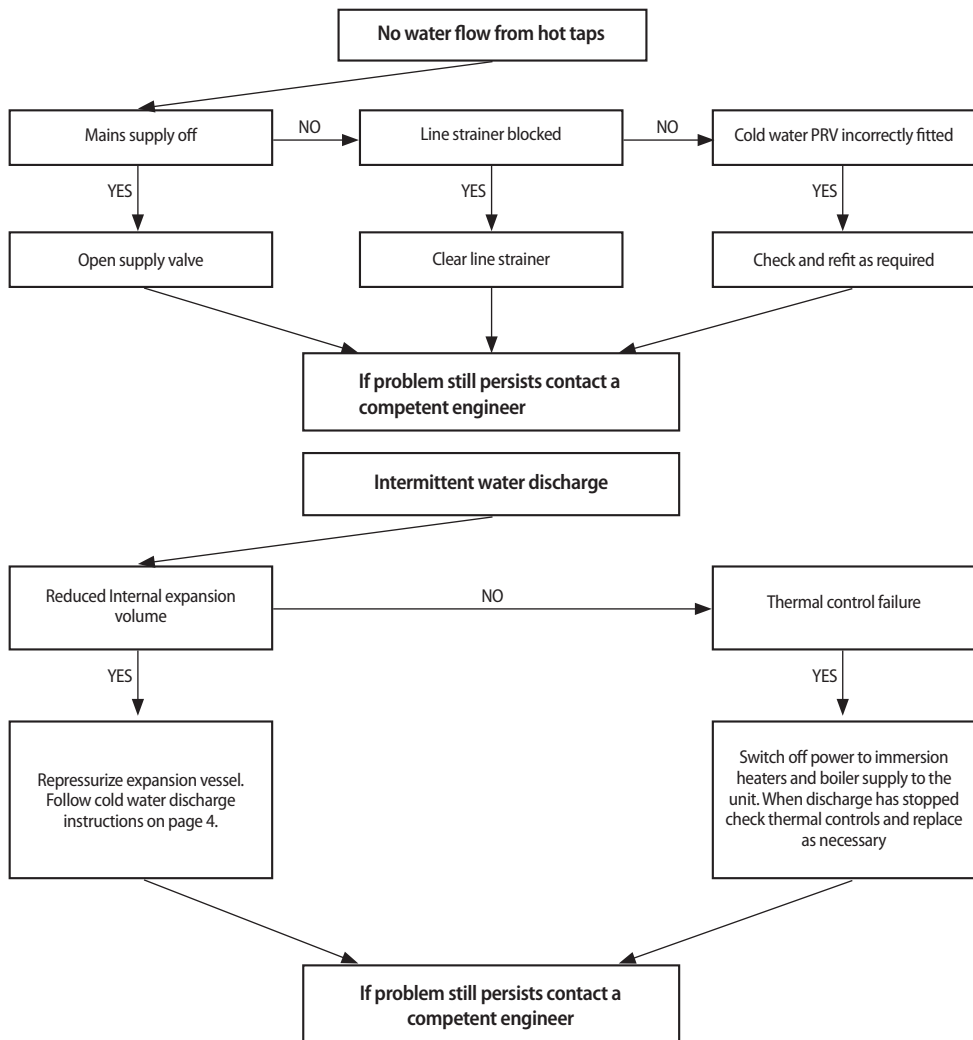 No water flow from hot taps
Mains supply off
NO
Line strainer blocked
NO
Cold water PRV incorrectly fitted
YES
YES
YES
Open supply valve
Clear line strainer
Check and refit as required
If problem still persists contact a
competent engineer
Intermittent water discharge
Reduced Internal expansion
volume
NO
Thermal control failure
YES
YES
Repressurize expansion vessel.
Follow cold water discharge
instructions on page 4.
Switch off power to immersion
heaters and boiler supply to the
unit. When discharge has stopped
check thermal controls and replace
as necessary
If problem still persists contact a
competent engineer